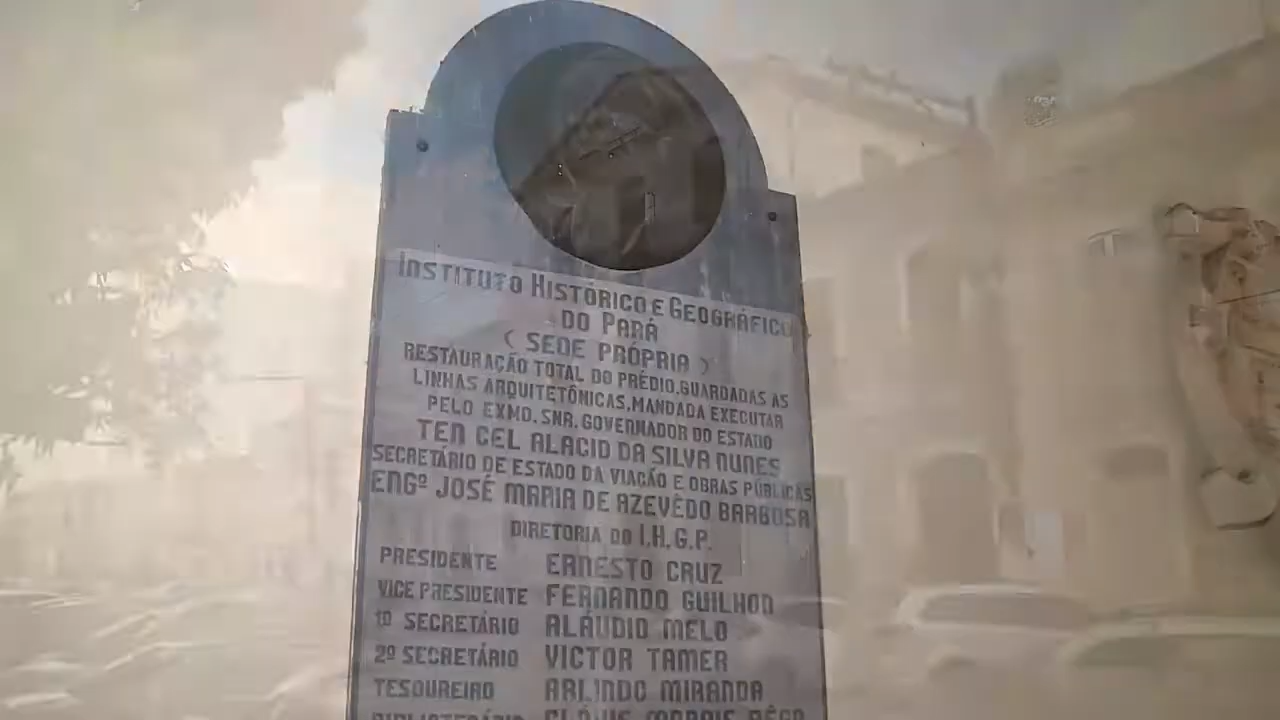 INSTITUTO HISTÓRICO E GEOGRÁFICO
DO PARÁ
( SEDE PRÓPRIA )
RESTAURAÇÃO TOTAL DO PRÉDIO, GUARDADAS AS
LINHAS ARQUITETÔNICAS, MANDADA EXECUTAR
PELO EXMO. SNR. GOVERNADOR DO ESTADO
TEN CEL ALACID DA SILVA NUNES
SECRETÁRIO DE ESTADO DA VIAÇÃO E OBRAS PÚBLICAS
ENGº JOSÉ MARIA DE AZEVÊDO BARBOSA
DIRETORIA DO I.H.G.P.
PRESIDENTE ERNESTO CRUZ
VICE PRESIDENTE FERNANDO GUILHON
1º SECRETÁRIO ALÁUDIO MELO
2º SECRETÁRIO VICTOR TAMER
TESOUREIRO ARLINDO MIRANDA